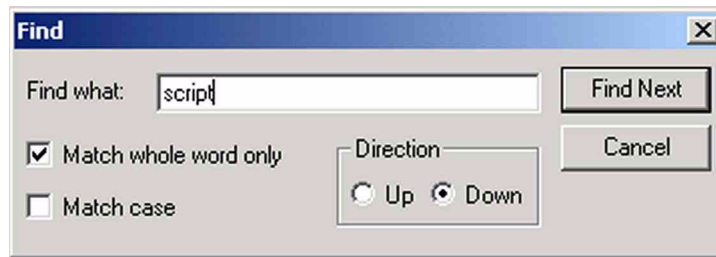 Find
Find what: script Find Next
Match whole word only Direction Cancel
Match case Up Down